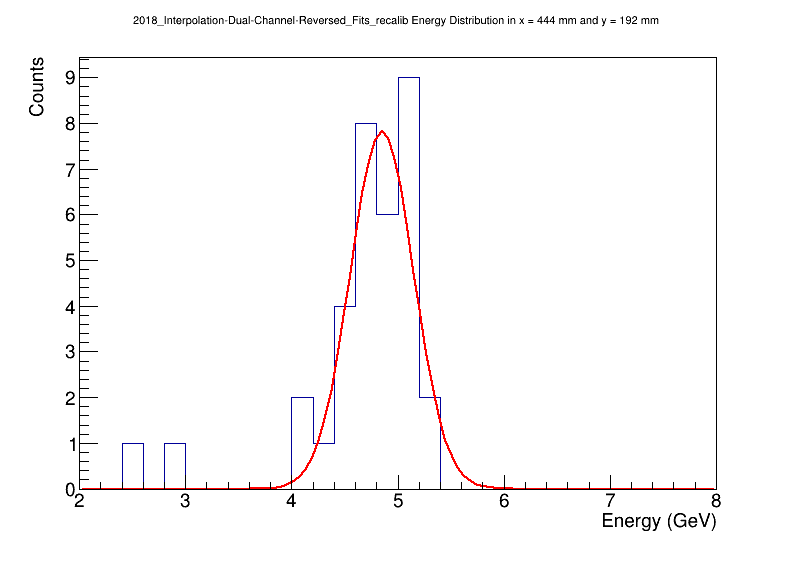 2018_Interpolation-Dual-Channel-Reversed_Fits_recalib Energy Distribution in x = 444 mm and y = 192 mm
Counts
9
8
7
6
5
4
3
2
1
0
2 3 4 5 6 7 8
Energy (GeV)